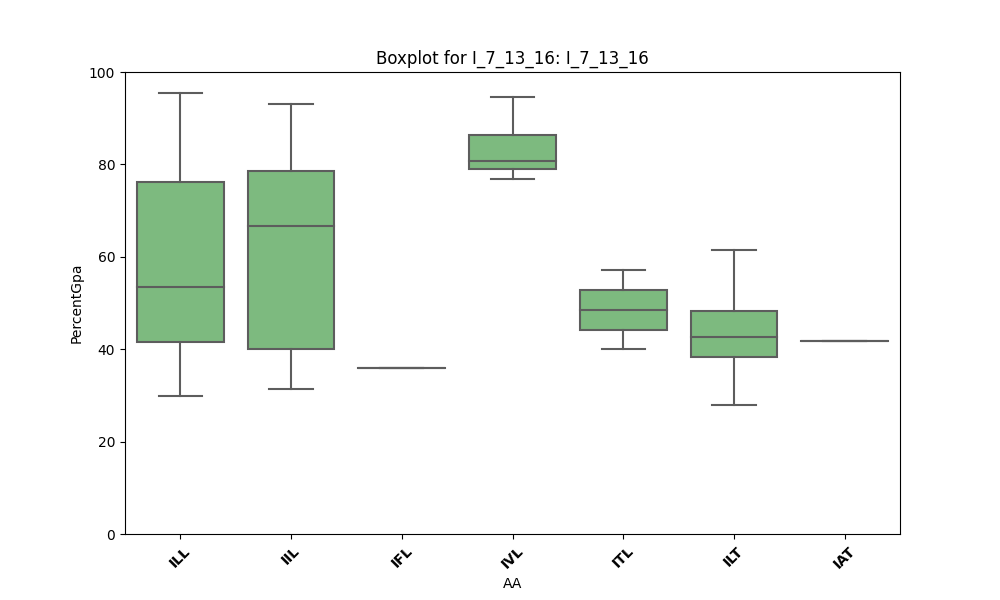 Boxplot for I_7_13_16: I_7_13_16
100
80
60
40
20
0
PercentGpa
ILL
IIL
IFL
IVL
ITL
ILT
IAT
AA